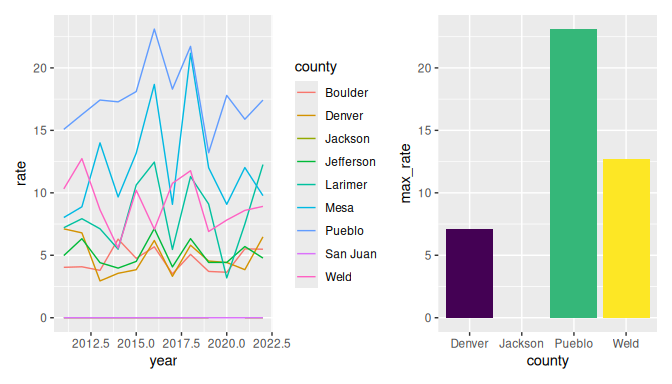 20
15
10
5
0
rate
2012.5 2015.0 2017.5 2020.0 2022.5
year
county
Boulder
Denver
Jackson
Jefferson
Larimer
Mesa
Pueblo
San Juan
Weld
20
15
10
5
0
max_rate
Denver Jackson Pueblo Weld
county